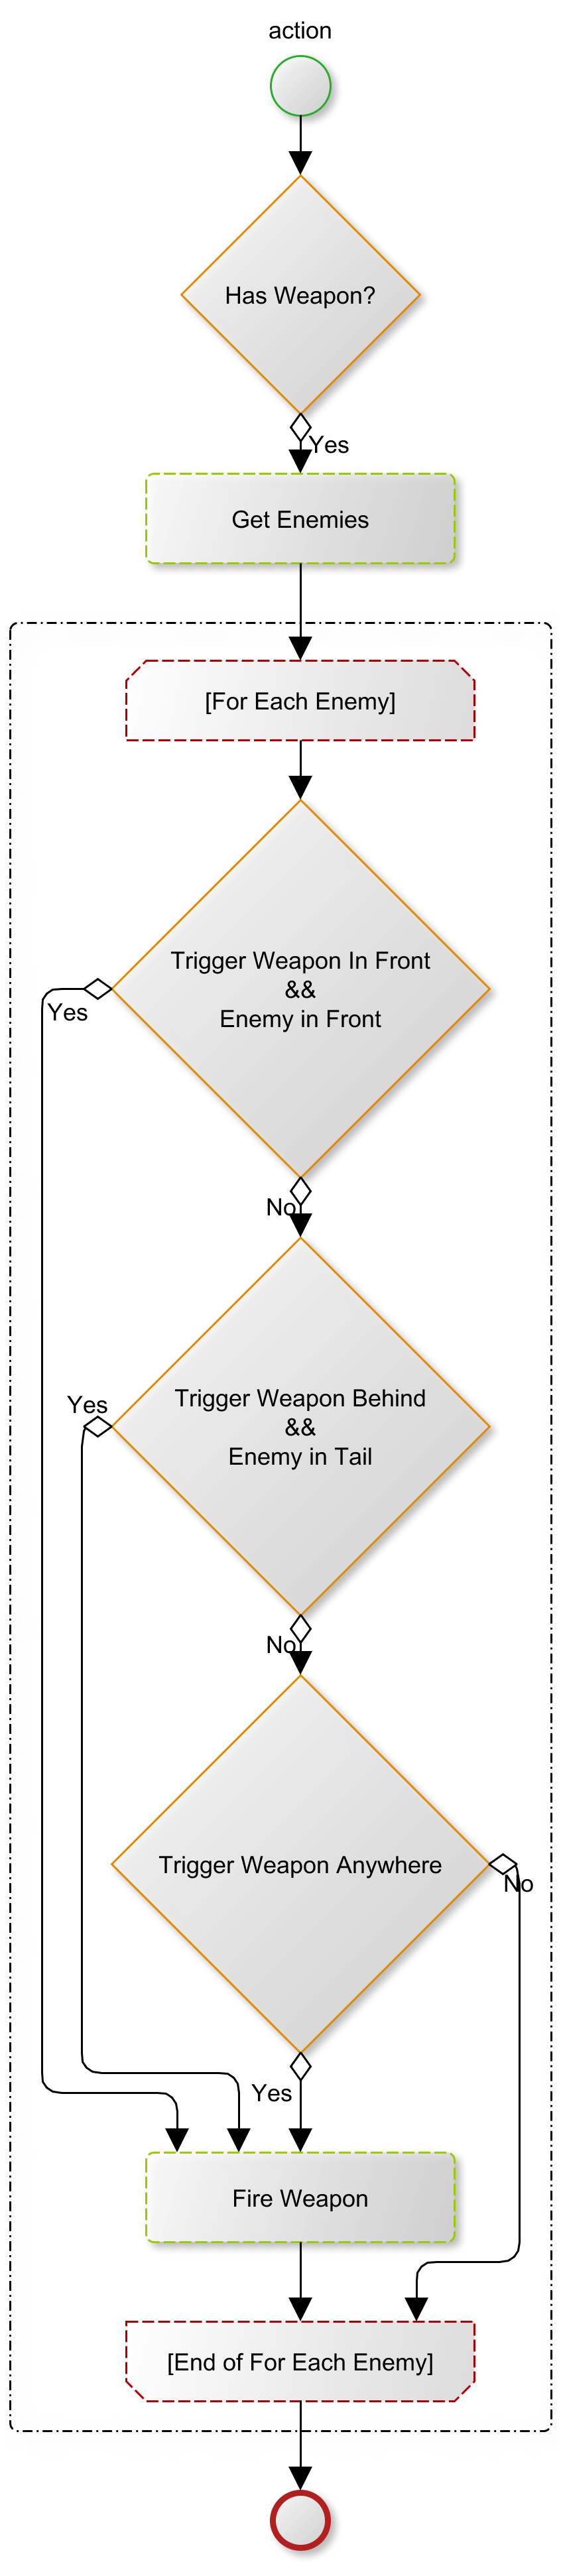 action
Has Weapon?
Yes
Get Enemies
[For Each Enemy]
Trigger Weapon In Front
&&
Enemy in Front
Yes
No
Trigger Weapon Behind
&&
Enemy in Tail
Yes
No
Trigger Weapon Anywhere
No
Yes
Fire Weapon
[End of For Each Enemy]